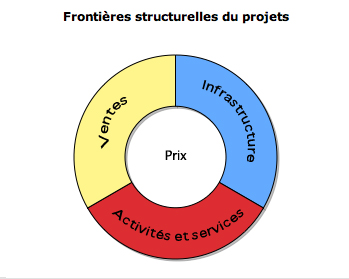 Frontières structurelles du projets
Ventes
Infrastructure
Prix
Activités et services